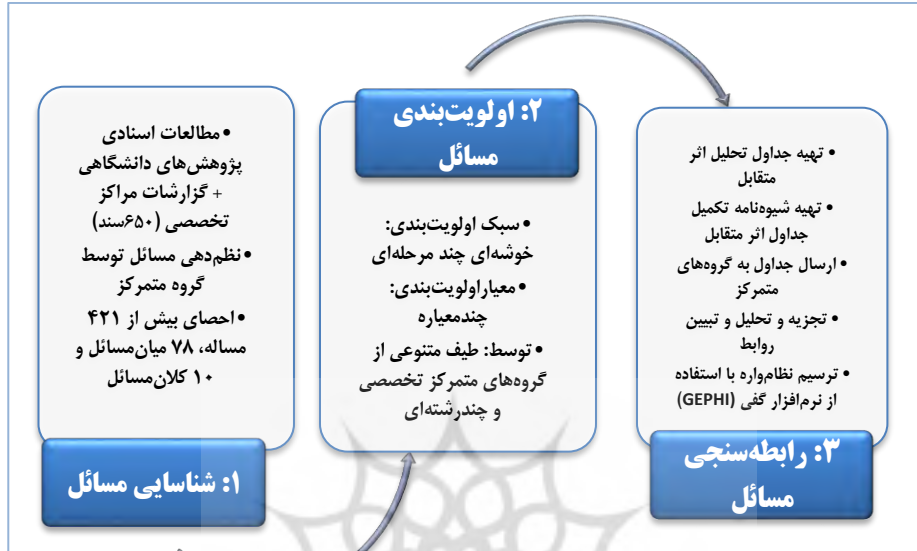 •مطالعات اسنادی
پژوهش‌های دانشگاهی
+ گزارشات مراکز
تخصصی (۶۵۰سند)
•نظم‌دهی مسائل توسط
گروه متمرکز
•احصای بیش از ۴۲۱
مساله، ۷۸ میان‌مسائل و
۱۰ کلان‌مسائل
۱: شناسایی مسائل
۲: اولویت‌بندی
مسائل
•سبک اولویت‌بندی:
خوشه‌ای چند مرحله‌ای
•معیاراولویت‌بندی:
چندمعیاره
• توسط: طیف متنوعی از
گروه‌های متمرکز تخصصی
و چندرشته‌ای
• تهیه جداول تحلیل اثر
متقابل
• تهیه شیوه‌نامه تکمیل
جداول اثر متقابل
• ارسال جداول به گروه‌های
متمرکز
• تجزیه و تحلیل و تبیین
روابط
• ترسیم نظام‌واره با استفاده
از نرم‌افزار گفی (GEPHI)
۳: رابطه‌سنجی
مسائل